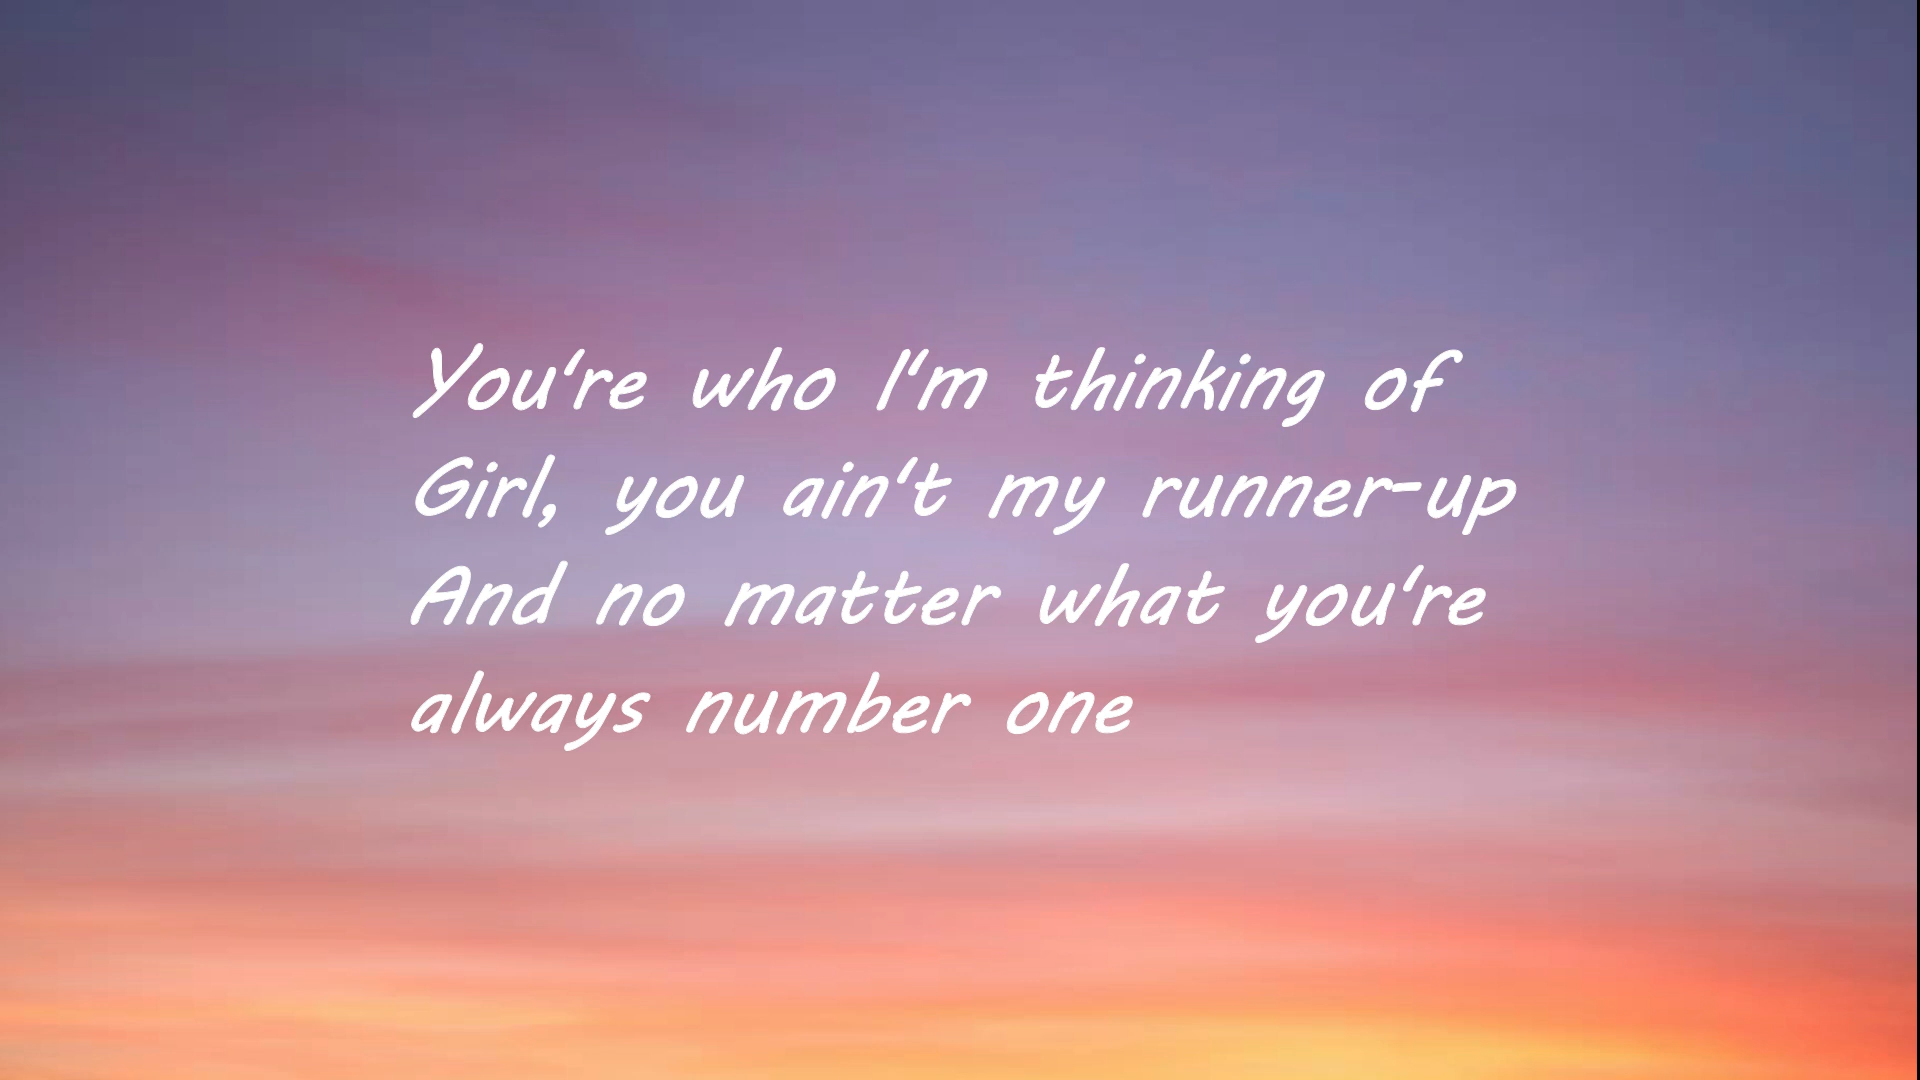 You're who I'm thinking of
Girl, you ain't my runner-up
And no matter what you're
always number one